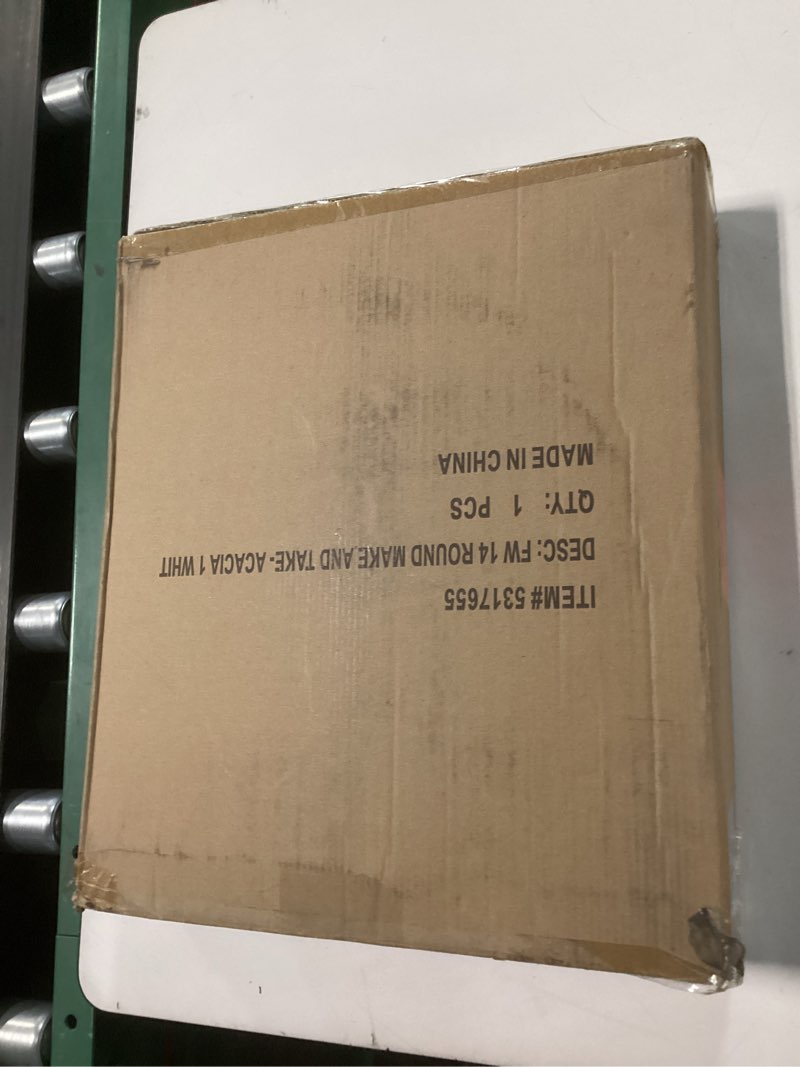 ITEM# 5317655
DESC: FW 14 ROUND MAKE AND TAKE- ACACIA 1 WHIT
QTY: 1 PCS
MADE IN CHINA